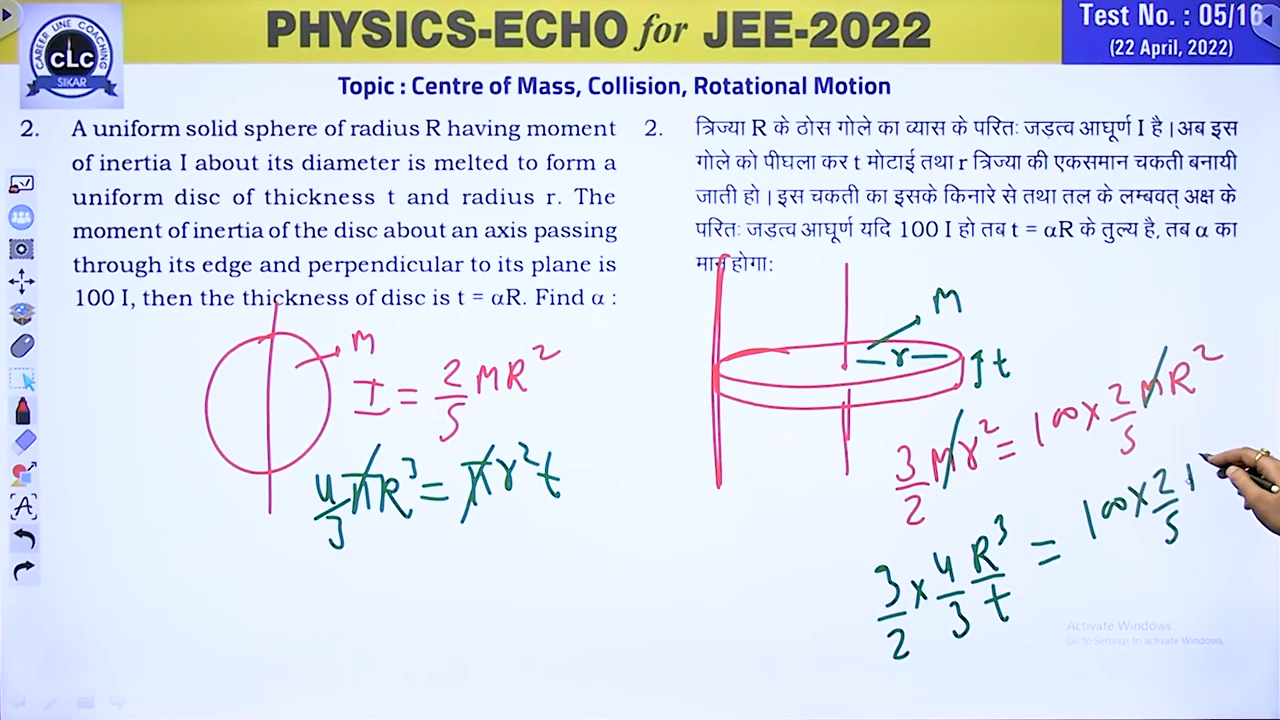 PHYSICS-ECHO for JEE-2022
Test No. : 05/16
(22 April, 2022)
CAREER LINE COACHING
CLC
SIKAR
Topic : Centre of Mass, Collision, Rotational Motion
2. A uniform solid sphere of radius R having moment
of inertia I about its diameter is melted to form a
uniform disc of thickness t and radius r. The
moment of inertia of the disc about an axis passing
through its edge and perpendicular to its plane is
100 I, then the thickness of disc is t = αR. Find α :
2. त्रिज्या R के ठोस गोले का व्यास के परितः जड़त्व आघूर्ण I है। अब इस
गोले को पीघला कर t मोटाई तथा r त्रिज्या की एकसमान चकती बनायी
जाती हो। इस चकती का इसके किनारे से तथा तल के लम्बवत् अक्ष के
परितः जड़त्व आघूर्ण यदि 100 I हो तब t = αR के तुल्य है, तब α का
मान होगा:
M
I = 2/5 MR²
4/3 πR³ = πr²t
M
r
t
3/2 Mr² = 100 × 2/5 MR²
3/2 × 4/3 R³/t = 100 × 2/5
Activate Windows
Go to Settings to activate Windows.